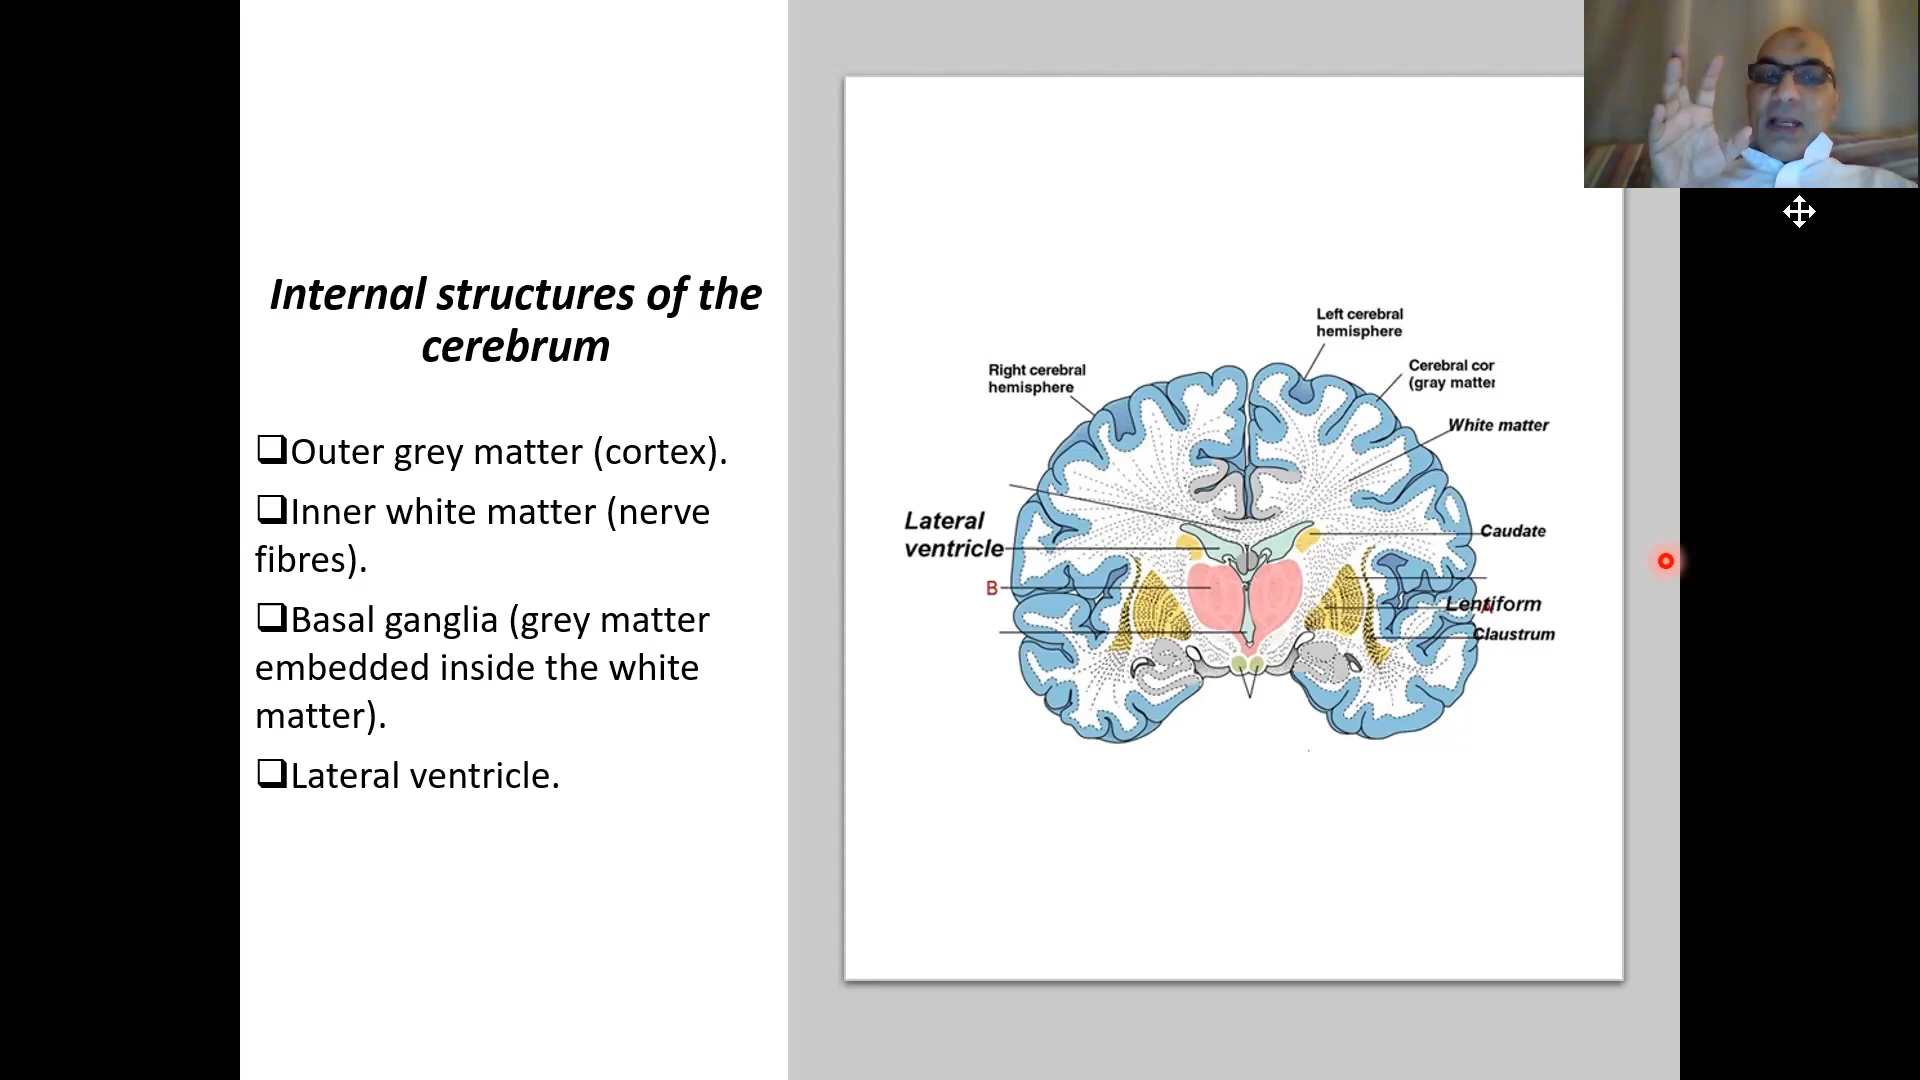 Internal structures of the
cerebrum
❑Outer grey matter (cortex).
❑Inner white matter (nerve
fibres).
❑Basal ganglia (grey matter
embedded inside the white
matter).
❑Lateral ventricle.
Left cerebral
hemisphere
Right cerebral
hemisphere
Cerebral cor
(gray matter
White matter
Lateral
ventricle
Caudate
B
Lentiform
A
Claustrum